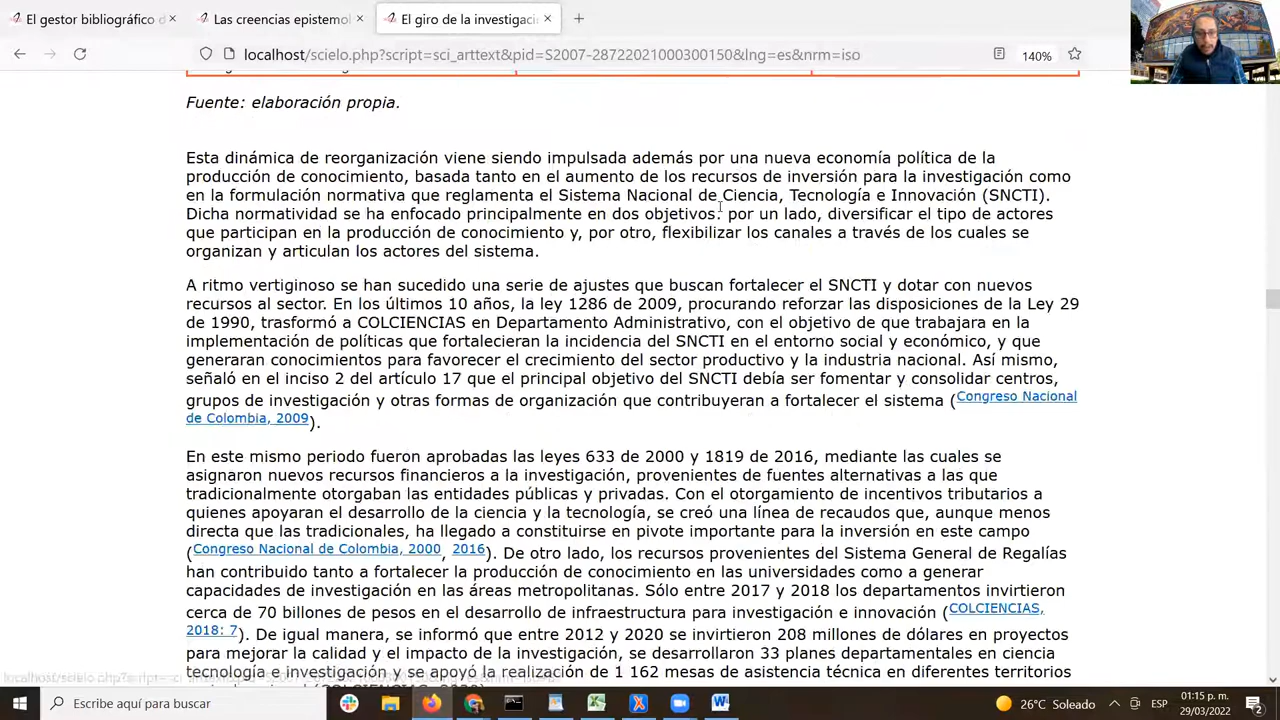 El gestor bibliográfico d
Las creencias epistemol
El giro de la investigaci
localhost/scielo.php?script=sci_arttext&pid=S2007-28722021000300150&lng=es&nrm=iso
140%
Fuente: elaboración propia.
Esta dinámica de reorganización viene siendo impulsada además por una nueva economía política de la
producción de conocimiento, basada tanto en el aumento de los recursos de inversión para la investigación como
en la formulación normativa que reglamenta el Sistema Nacional de Ciencia, Tecnología e Innovación (SNCTI).
Dicha normatividad se ha enfocado principalmente en dos objetivos: por un lado, diversificar el tipo de actores
que participan en la producción de conocimiento y, por otro, flexibilizar los canales a través de los cuales se
organizan y articulan los actores del sistema.
A ritmo vertiginoso se han sucedido una serie de ajustes que buscan fortalecer el SNCTI y dotar con nuevos
recursos al sector. En los últimos 10 años, la ley 1286 de 2009, procurando reforzar las disposiciones de la Ley 29
de 1990, trasformó a COLCIENCIAS en Departamento Administrativo, con el objetivo de que trabajara en la
implementación de políticas que fortalecieran la incidencia del SNCTI en el entorno social y económico, y que
generaran conocimientos para favorecer el crecimiento del sector productivo y la industria nacional. Así mismo,
señaló en el inciso 2 del artículo 17 que el principal objetivo del SNCTI debía ser fomentar y consolidar centros,
grupos de investigación y otras formas de organización que contribuyeran a fortalecer el sistema (Congreso Nacional
de Colombia, 2009).
En este mismo periodo fueron aprobadas las leyes 633 de 2000 y 1819 de 2016, mediante las cuales se
asignaron nuevos recursos financieros a la investigación, provenientes de fuentes alternativas a las que
tradicionalmente otorgaban las entidades públicas y privadas. Con el otorgamiento de incentivos tributarios a
quienes apoyaran el desarrollo de la ciencia y la tecnología, se creó una línea de recaudos que, aunque menos
directa que las tradicionales, ha llegado a constituirse en pivote importante para la inversión en este campo
(Congreso Nacional de Colombia, 2000, 2016). De otro lado, los recursos provenientes del Sistema General de Regalías
han contribuido tanto a fortalecer la producción de conocimiento en las universidades como a generar
capacidades de investigación en las áreas metropolitanas. Sólo entre 2017 y 2018 los departamentos invirtieron
cerca de 70 billones de pesos en el desarrollo de infraestructura para investigación e innovación (COLCIENCIAS,
2018: 7). De igual manera, se informó que entre 2012 y 2020 se invirtieron 208 millones de dólares en proyectos
para mejorar la calidad y el impacto de la investigación, se desarrollaron 33 planes departamentales en ciencia
tecnología e investigación y se apoyó la realización de 1 162 mesas de asistencia técnica en diferentes territorios
Escribe aquí para buscar
26°C Soleado
ESP
01:15 p. m.
29/03/2022
2